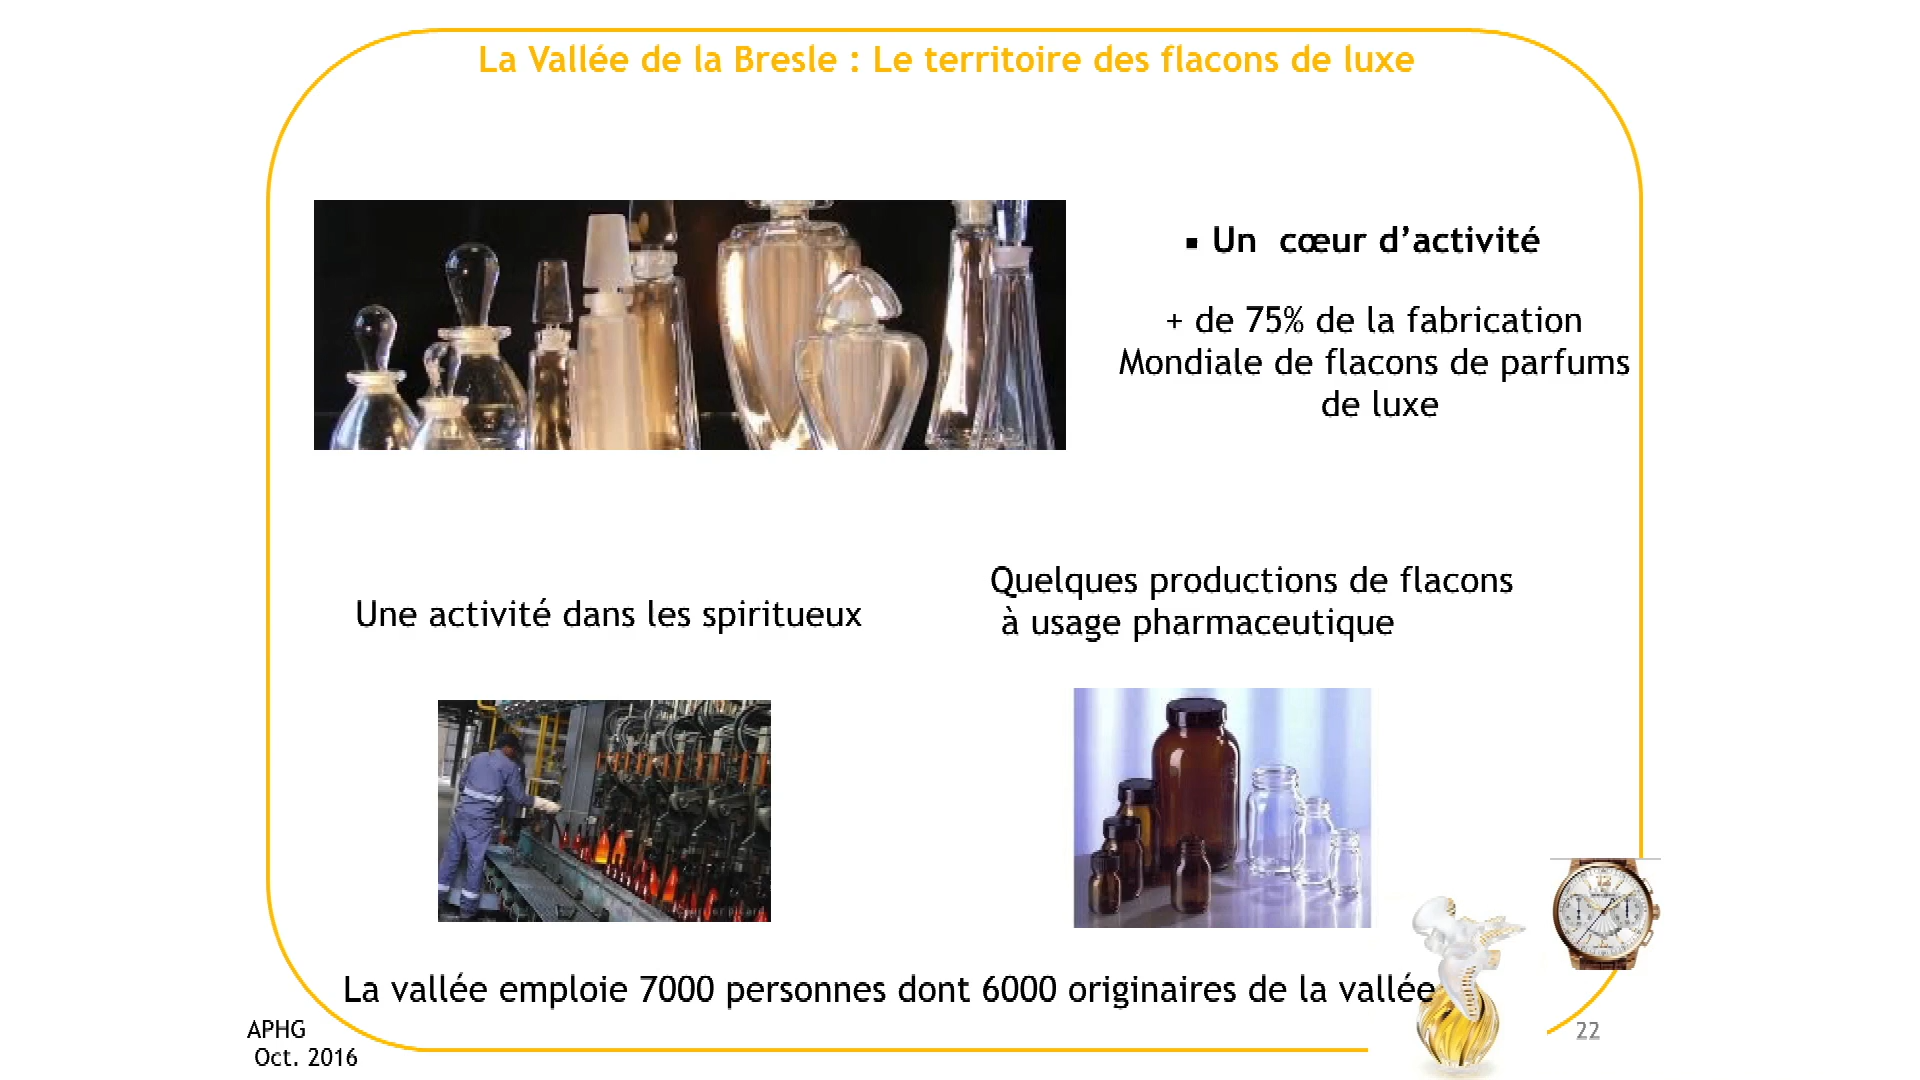 La Vallée de la Bresle : Le territoire des flacons de luxe
▪ Un cœur d’activité
+ de 75% de la fabrication
Mondiale de flacons de parfums
de luxe
Une activité dans les spiritueux
Quelques productions de flacons
à usage pharmaceutique
La vallée emploie 7000 personnes dont 6000 originaires de la vallée
APHG
Oct. 2016
22